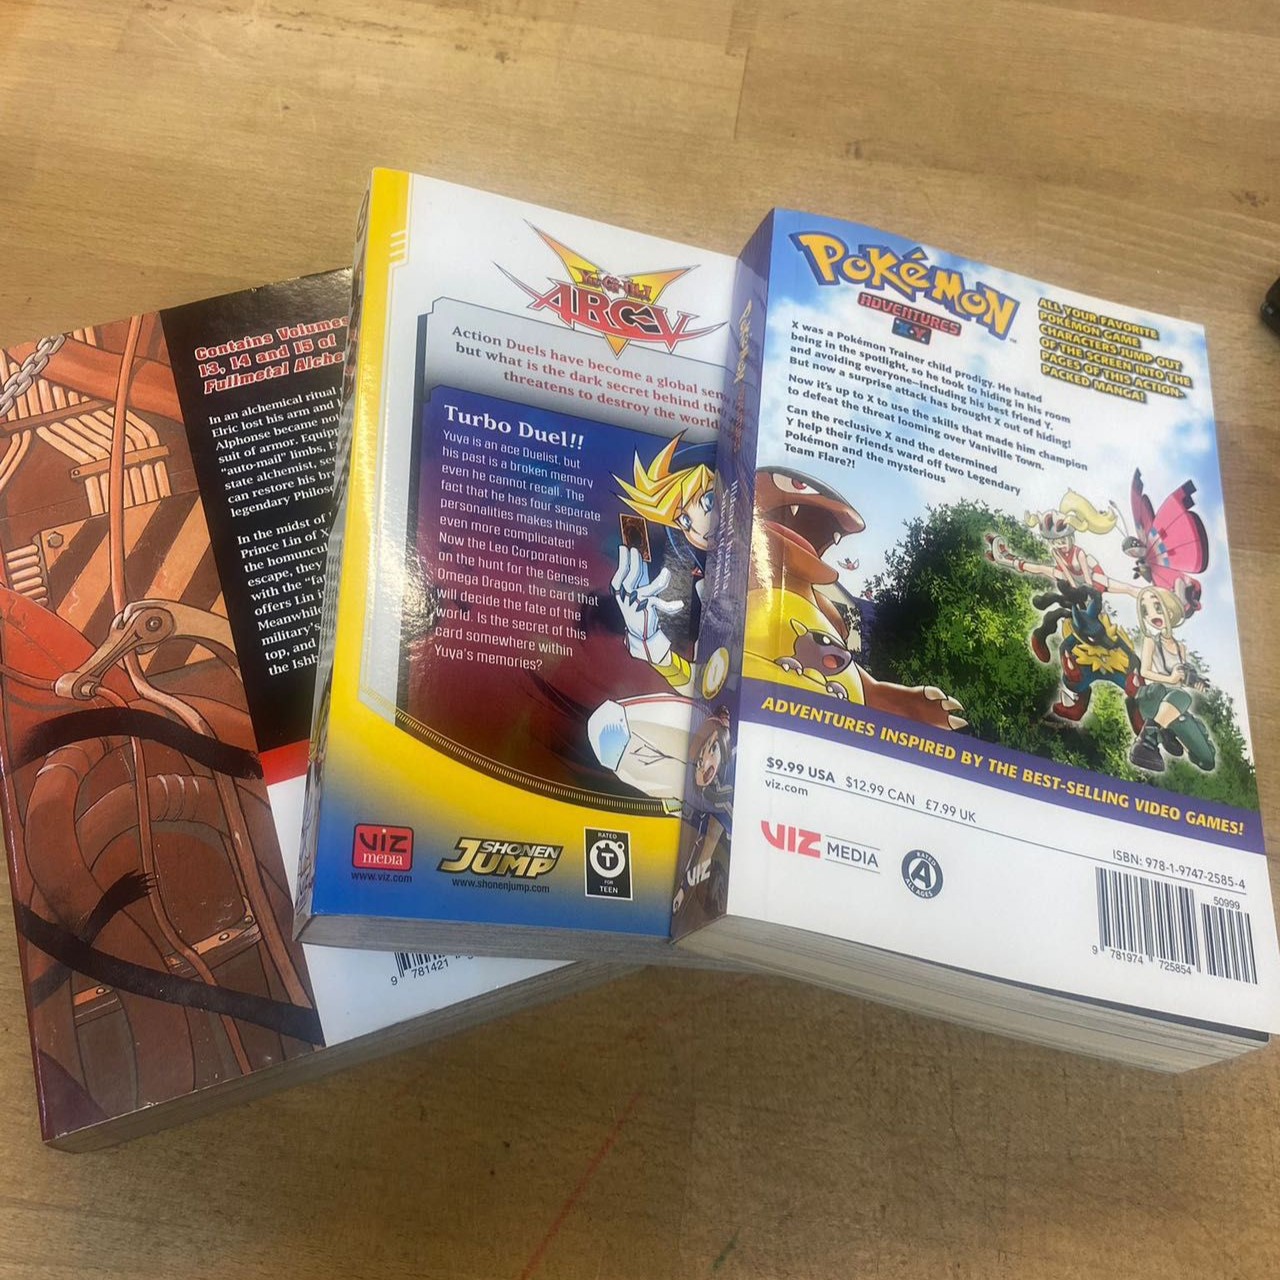 Contains Volumes
13, 14 and 15 of
Fullmetal Alche
In an alchemical ritual
Elric lost his arm and
Alphonse became no
suit of armor. Equip
"auto-mail" limbs, E
state alchemist, se
can restore his br
legendary Philos
In the midst of
Prince Lin of X
the homuncul
escape, they
with the "fa
offers Lin i
Meanwhil
military's
top, and
the Ishb
9 781421
YU-GI-OH!
ARC-V
Action Duels have become a global sen
but what is the dark secret behind the
threatens to destroy the world
Turbo Duel!!
Yuya is an ace Duelist, but
his past is a broken memory
even he cannot recall. The
fact that he has four separate
personalities makes things
even more complicated!
Now the Leo Corporation is
on the hunt for the Genesis
Omega Dragon, the card that
will decide the fate of the
world. Is the secret of this
card somewhere within
Yuya's memories?
VIZ
media
www.viz.com
SHONEN
JUMP
www.shonenjump.com
RATED
T
FOR
TEEN
VIZ
POKéMON
ADVENTURES
X•Y
™
X was a Pokémon Trainer child prodigy. He hated
being in the spotlight, so he took to hiding in his room
and avoiding everyone—including his best friend Y.
But now a surprise attack has brought X out of hiding!
Now it's up to X to use the skills that made him champion
to defeat the threat looming over Vaniville Town.
Can the reclusive X and the determined
Y help their friends ward off two Legendary
Pokémon and the mysterious
Team Flare?!
ALL YOUR FAVORITE
POKÉMON GAME
CHARACTERS JUMP OUT
OF THE SCREEN INTO THE
PAGES OF THIS ACTION-
PACKED MANGA!
ADVENTURES INSPIRED BY THE BEST-SELLING VIDEO GAMES!
$9.99 USA $12.99 CAN £7.99 UK
viz.com
VIZ MEDIA
RATED
A
ALL AGES
ISBN: 978-1-9747-2585-4
50999
9 781974 725854